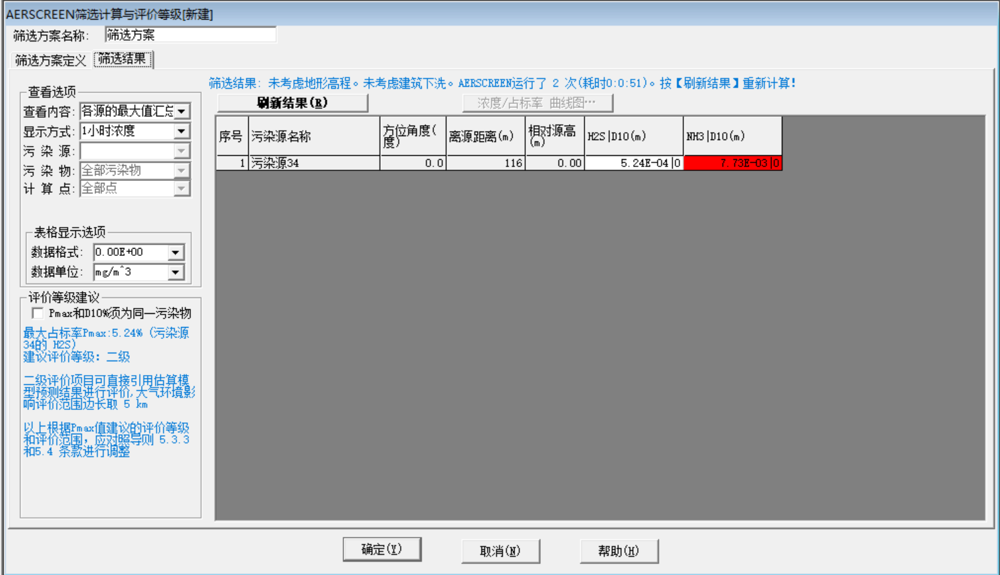 AERSCREEN筛选计算与评价等级[新建]
筛选方案名称: 筛选方案
筛选方案定义 筛选结果
筛选结果: 未考虑地形高程。未考虑建筑下洗。AERSCREEN运行了 2 次(耗时0:0:51)。按【刷新结果】重新计算!
刷新结果(R) 浓度/占标率 曲线图…
查看选项
查看内容: 各源的最大值汇总
显示方式: 1小时浓度
污 染 源:
污 染 物: 全部污染物
计 算 点: 全部点
表格显示选项
数据格式: 0.00E+00
数据单位: mg/m^3
评价等级建议
Pmax和D10%须为同一污染物
最大占标率Pmax:5.24% (污染源
34的 H2S)
建议评价等级: 二级
二级评价项目可直接引用估算模
型预测结果进行评价,大气环境影
响评价范围边长取 5 km
以上根据Pmax值建议的评价等级
和评价范围,应对照导则 5.3.3
和5.4 条款进行调整
序号 污染源名称 方位角度(度) 离源距离(m) 相对源高(m) H2S|D10(m) NH3|D10(m)
1 污染源34 0.0 116 0.00 5.24E-04|0 7.73E-03|0
确定(Y) 取消(N) 帮助(H)